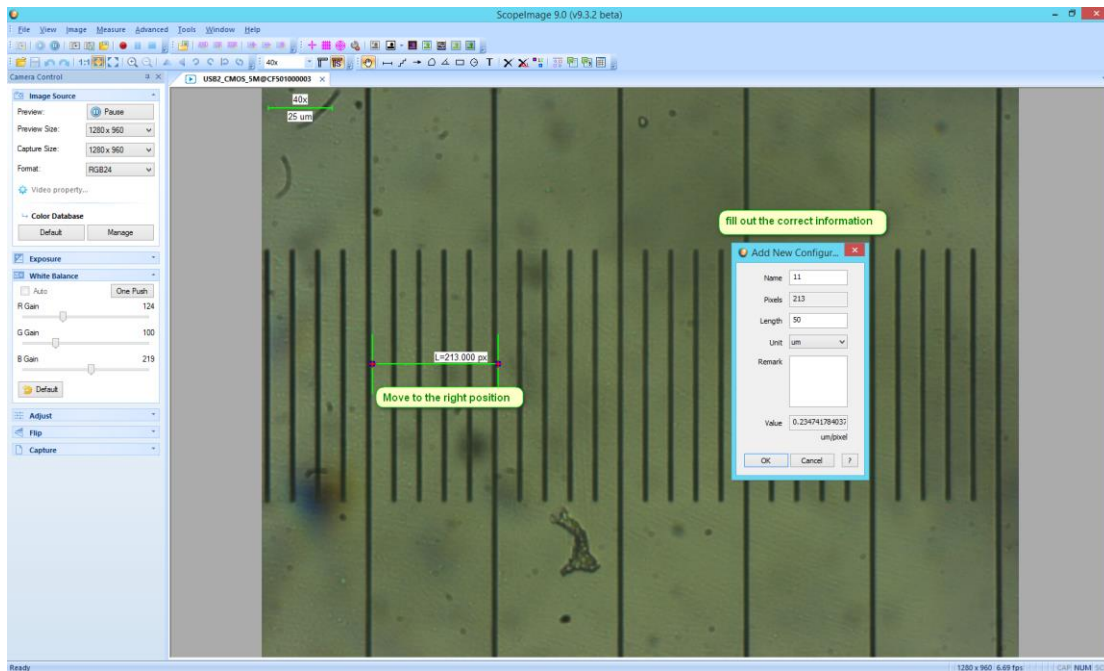 ScopeImage 9.0 (v9.3.2 beta)
File View Image Measure Advanced Tools Window Help
1:1 40x T
Camera Control
USB2_CMOS_5M@CF501000003
Image Source
Preview: Pause
Preview Size: 1280 x 960
Capture Size: 1280 x 960
Format: RGB24
Video property...
Color Database
Default Manage
Exposure
White Balance
Auto One Push
R Gain 124
G Gain 100
B Gain 219
Default
Adjust
Flip
Capture
40x
25 um
L=213.000 px
Move to the right position
fill out the correct information
Add New Configur...
Name 11
Pixels 213
Length 50
Unit um
Remark
Value 0.234741784037
um/pixel
OK Cancel ?
Ready 1280 x 960 6.69 fps CAP NUM